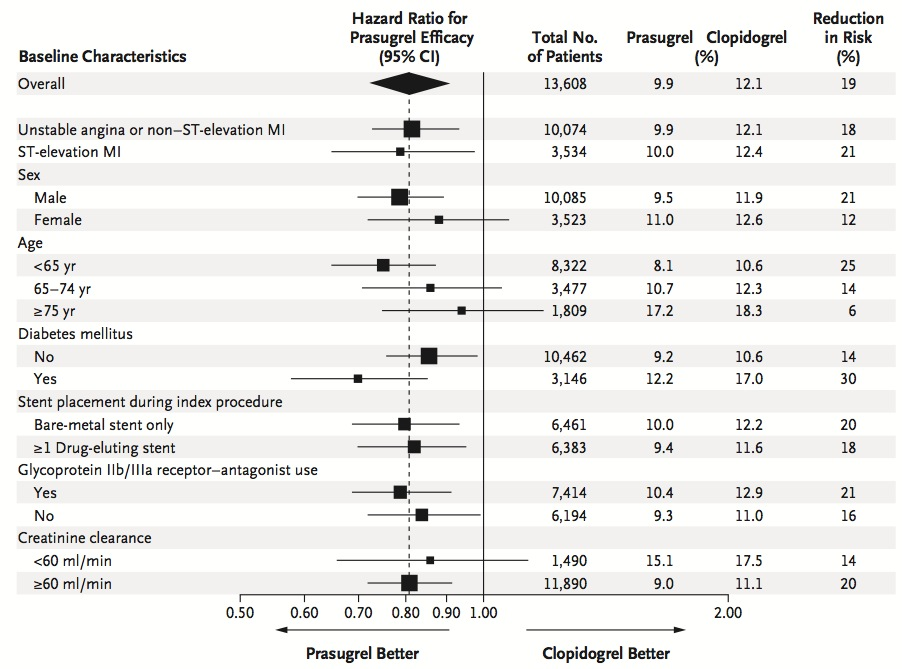 Baseline Characteristics Hazard Ratio for Prasugrel Efficacy (95% CI) Total No. of Patients Prasugrel Clopidogrel (%) Reduction in Risk (%)
Overall 13,608 9.9 12.1 19
Unstable angina or non–ST-elevation MI 10,074 9.9 12.1 18
ST-elevation MI 3,534 10.0 12.4 21
Sex
Male 10,085 9.5 11.9 21
Female 3,523 11.0 12.6 12
Age
<65 yr 8,322 8.1 10.6 25
65–74 yr 3,477 10.7 12.3 14
≥75 yr 1,809 17.2 18.3 6
Diabetes mellitus
No 10,462 9.2 10.6 14
Yes 3,146 12.2 17.0 30
Stent placement during index procedure
Bare-metal stent only 6,461 10.0 12.2 20
≥1 Drug-eluting stent 6,383 9.4 11.6 18
Glycoprotein IIb/IIIa receptor–antagonist use
Yes 7,414 10.4 12.9 21
No 6,194 9.3 11.0 16
Creatinine clearance
<60 ml/min 1,490 15.1 17.5 14
≥60 ml/min 11,890 9.0 11.1 20
0.50 0.60 0.70 0.80 0.90 1.00 2.00
Prasugrel Better Clopidogrel Better